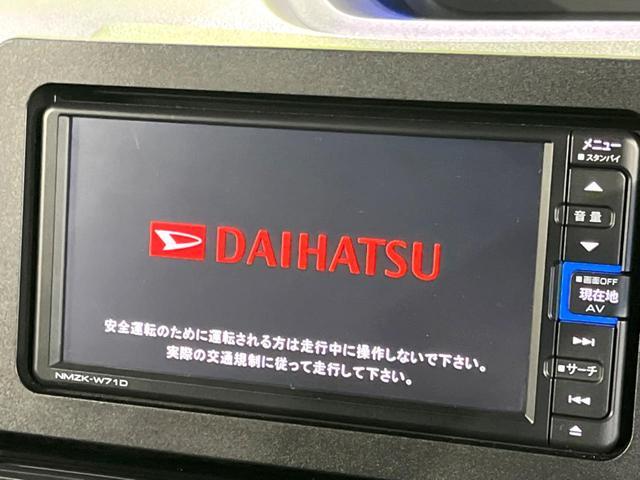 DAIHATSU
安全運転のために運転される方は走行中に操作しないで下さい。
実際の交通規制に従って走行して下さい。
NMZK-W71D
メニュー
スタンバイ
音量
画面OFF
現在地
AV
サーチ